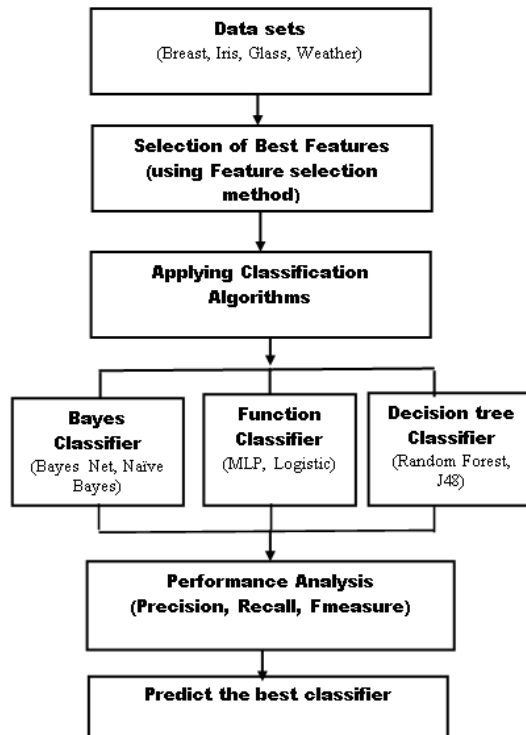 Data sets
(Breast, Iris, Glass, Weather)
Selection of Best Features
(using Feature selection
method)
Applying Classification
Algorithms
Bayes
Classifier
(Bayes Net, Naïve
Bayes)
Function
Classifier
(MLP, Logistic)
Decision tree
Classifier
(Random Forest,
J48)
Performance Analysis
(Precision, Recall, Fmeasure)
Predict the best classifier